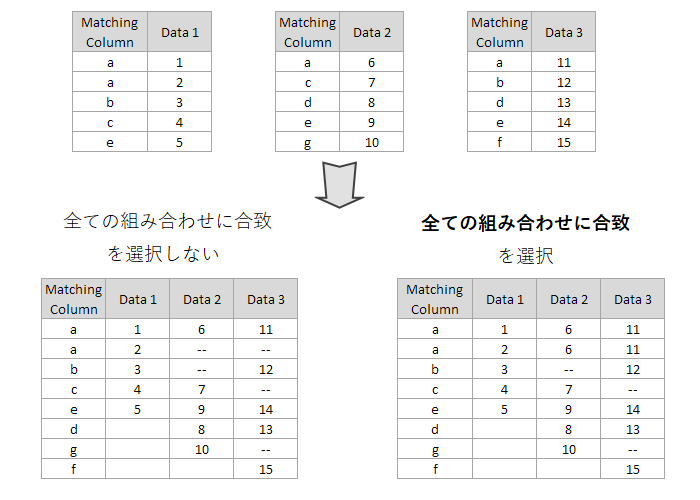 Matching Column Data 1
a 1
a 2
b 3
c 4
e 5
Matching Column Data 2
a 6
c 7
d 8
e 9
g 10
Matching Column Data 3
a 11
b 12
d 13
e 14
f 15
全ての組み合わせに合致
を選択しない
Matching Column Data 1 Data 2 Data 3
a 1 6 11
a 2 -- --
b 3 -- 12
c 4 7 --
e 5 9 14
d 8 13
g 10 --
f 15
全ての組み合わせに合致
を選択
Matching Column Data 1 Data 2 Data 3
a 1 6 11
a 2 6 11
b 3 -- 12
c 4 7 --
e 5 9 14
d 8 13
g 10 --
f 15